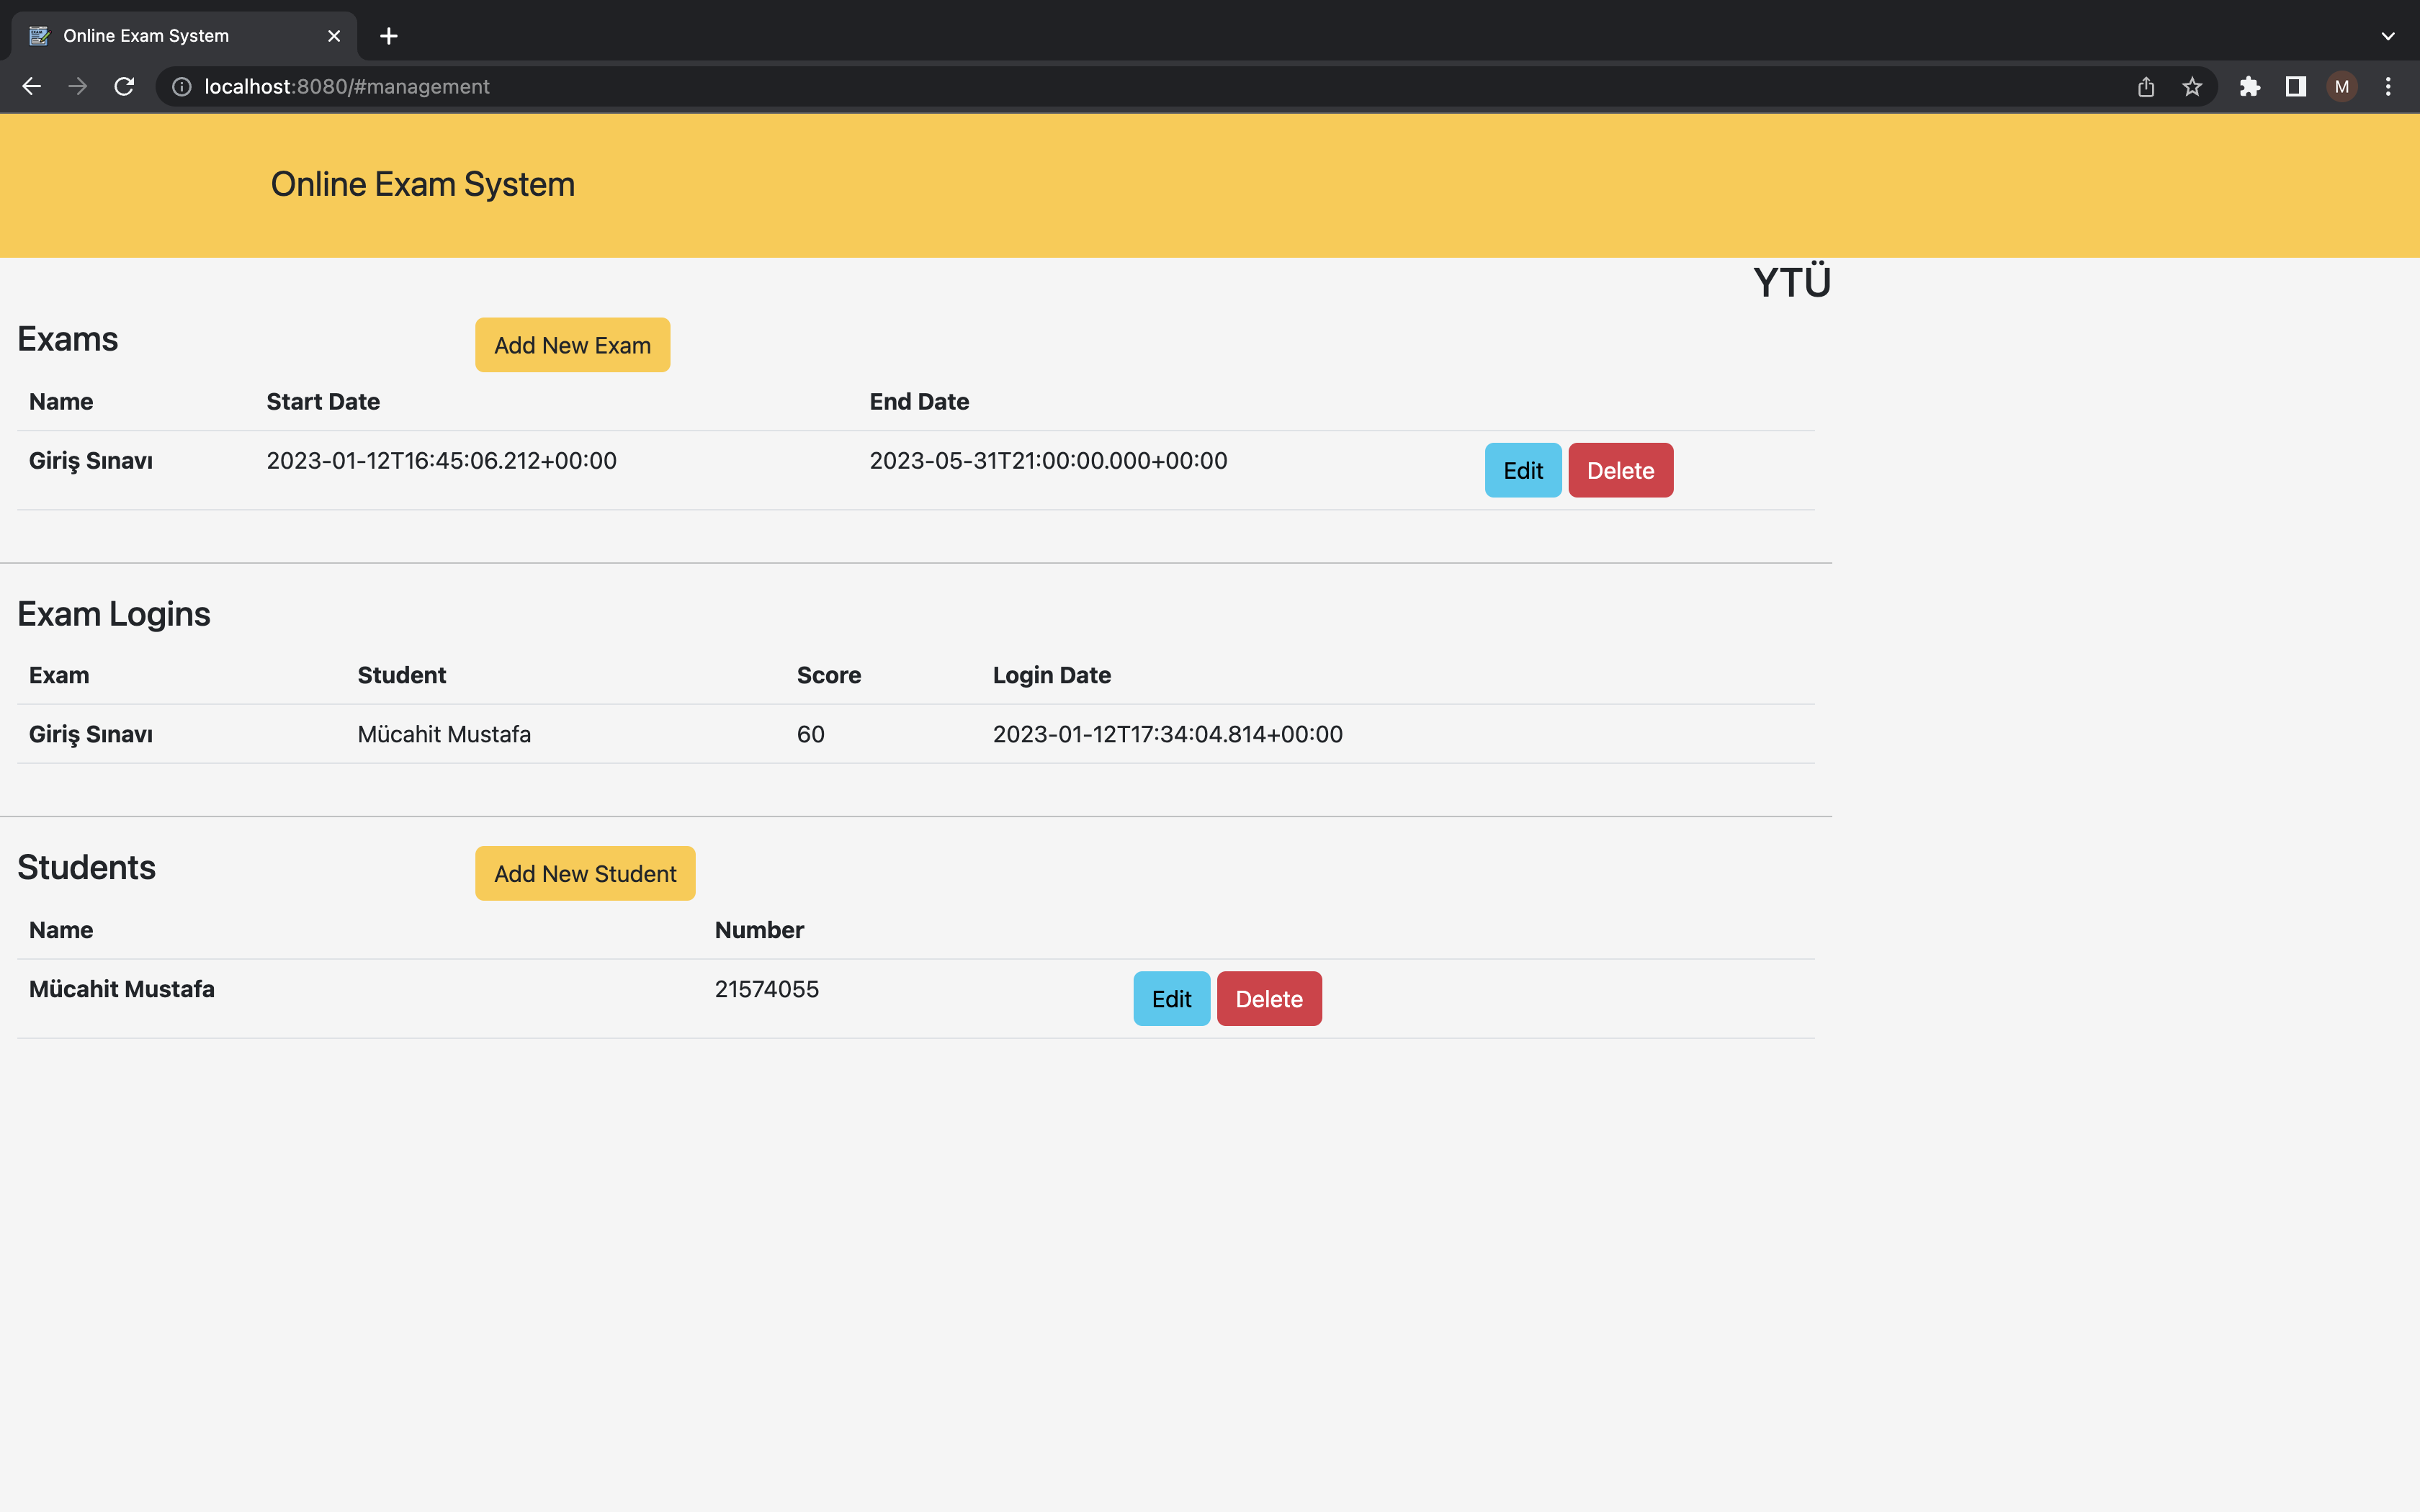 Online Exam System
localhost:8080/#management
M
Online Exam System
YTÜ
Exams Add New Exam
Name Start Date End Date
Giriş Sınavı 2023-01-12T16:45:06.212+00:00 2023-05-31T21:00:00.000+00:00 Edit Delete
Exam Logins
Exam Student Score Login Date
Giriş Sınavı Mücahit Mustafa 60 2023-01-12T17:34:04.814+00:00
Students Add New Student
Name Number
Mücahit Mustafa 21574055 Edit Delete